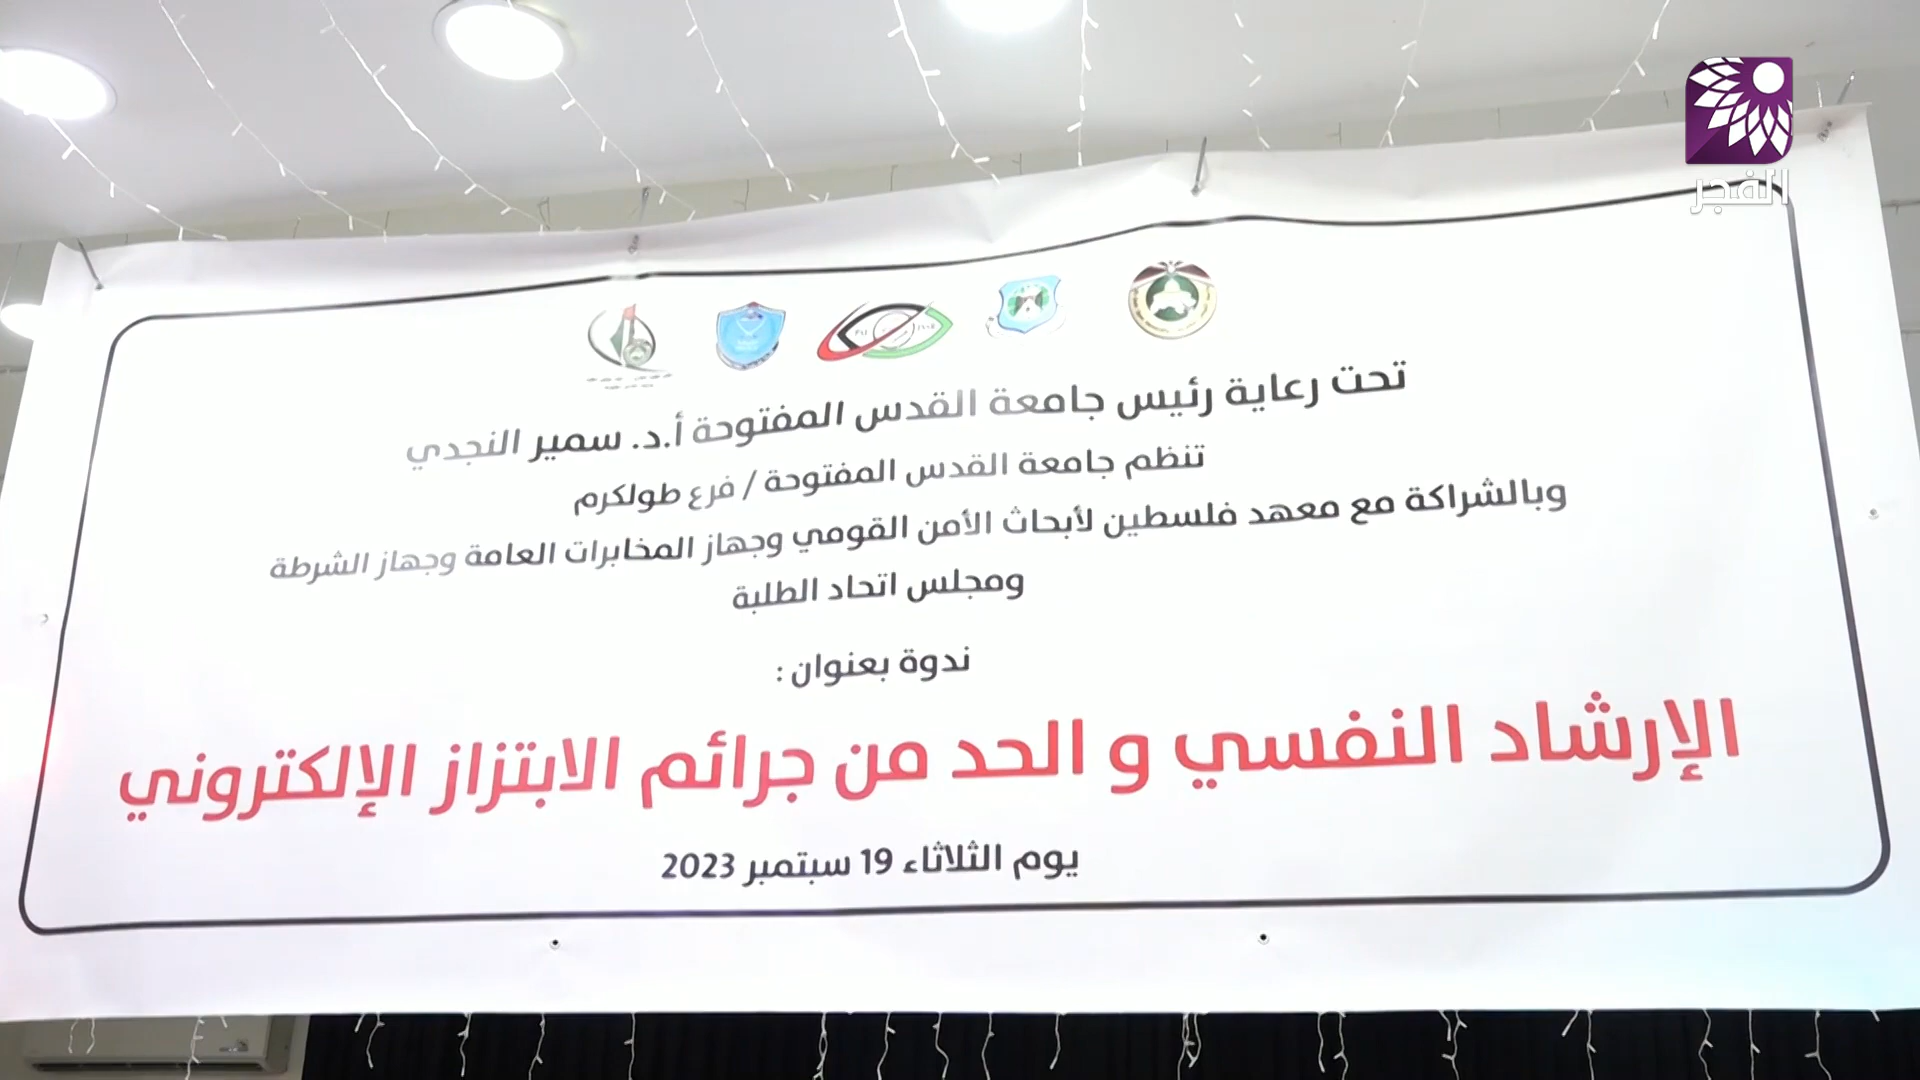 الفجر
تحت رعاية رئيس جامعة القدس المفتوحة أ.د. سمير النجدي
تنظم جامعة القدس المفتوحة / فرع طولكرم
وبالشراكة مع معهد فلسطين لأبحاث الأمن القومي وجهاز المخابرات العامة وجهاز الشرطة
ومجلس اتحاد الطلبة
ندوة بعنوان :
الإرشاد النفسي و الحد من جرائم الابتزاز الإلكتروني
يوم الثلاثاء 19 سبتمبر 2023